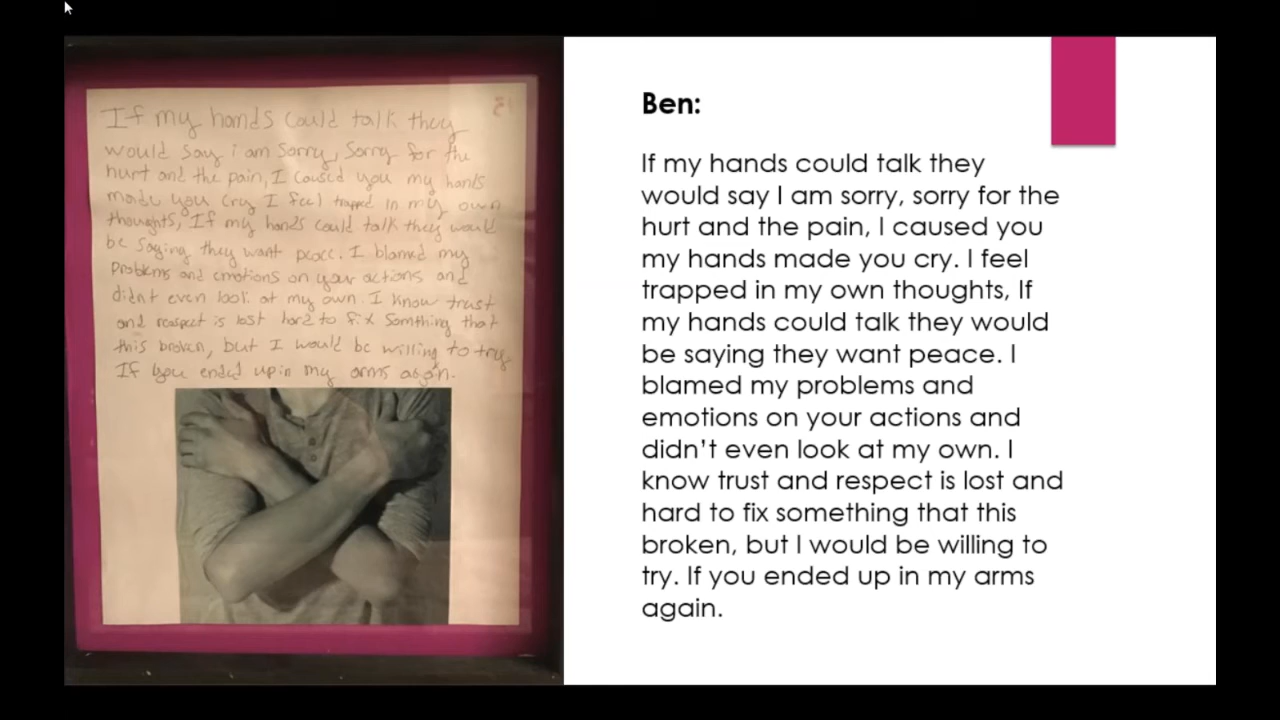 If my hands could talk they
would say i am sorry, sorry for the
hurt and the pain, I caused you my hands
made you cry I feel trapped in my own
thoughts, If my hands could talk they would
be saying they want peace. I blamed my
problems and emotions on your actions and
didnt even look at my own. I know trust
and respect is lost hard to fix somthing that
this broken, but I would be willing to try
If you ended up in my arms again.
Ben:
If my hands could talk they
would say I am sorry, sorry for the
hurt and the pain, I caused you
my hands made you cry. I feel
trapped in my own thoughts, If
my hands could talk they would
be saying they want peace. I
blamed my problems and
emotions on your actions and
didn’t even look at my own. I
know trust and respect is lost and
hard to fix something that this
broken, but I would be willing to
try. If you ended up in my arms
again.